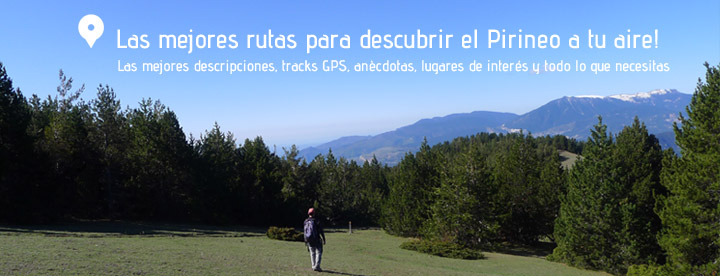 Las mejores rutas para descubrir el Pirineo a tu aire!
Las mejores descripciones, tracks GPS, anècdotas, lugares de interés y todo lo que necesitas